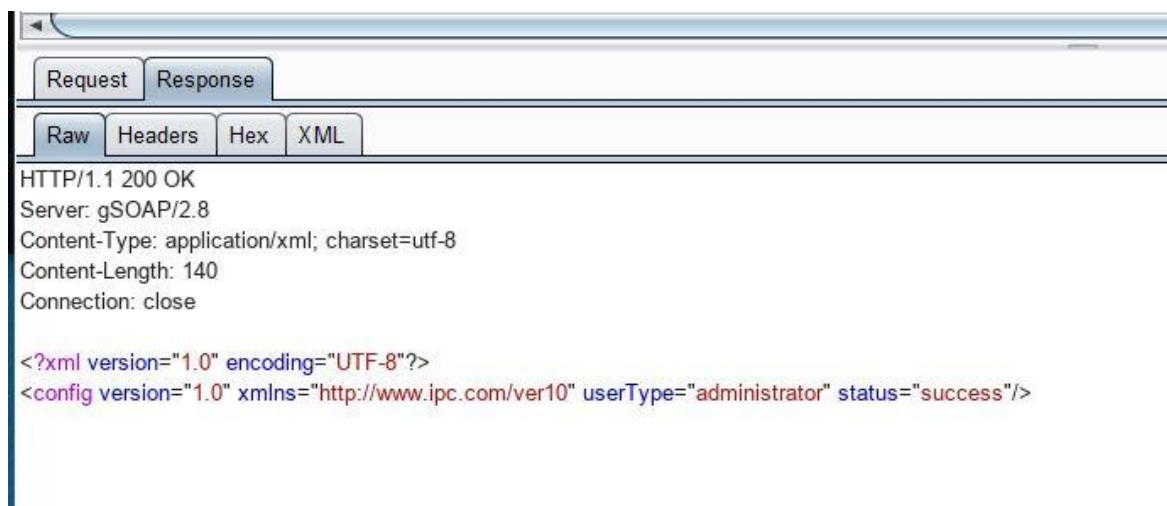 Request Response
Raw Headers Hex XML
HTTP/1.1 200 OK
Server: gSOAP/2.8
Content-Type: application/xml; charset=utf-8
Content-Length: 140
Connection: close
<?xml version="1.0" encoding="UTF-8"?>
<config version="1.0" xmlns="http://www.ipc.com/ver10" userType="administrator" status="success"/>